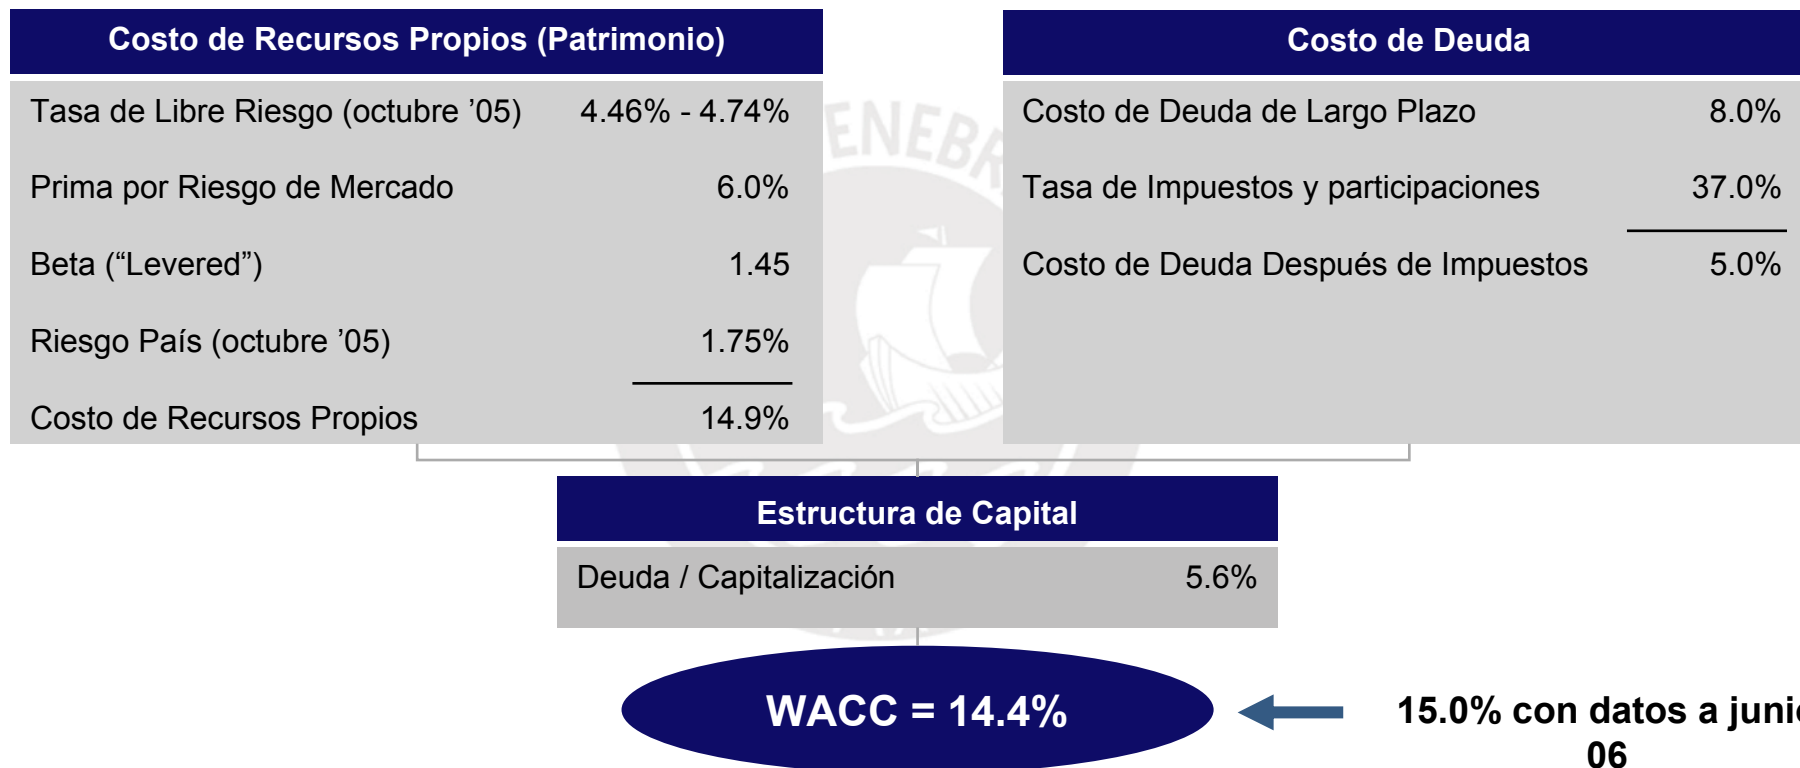 Costo de Recursos Propios (Patrimonio)
Tasa de Libre Riesgo (octubre ’05) 4.46% - 4.74%
Prima por Riesgo de Mercado 6.0%
Beta (“Levered”) 1.45
Riesgo País (octubre ’05) 1.75%
Costo de Recursos Propios 14.9%
Costo de Deuda
Costo de Deuda de Largo Plazo 8.0%
Tasa de Impuestos y participaciones 37.0%
Costo de Deuda Después de Impuestos 5.0%
Estructura de Capital
Deuda / Capitalización 5.6%
WACC = 14.4%
15.0% con datos a
06